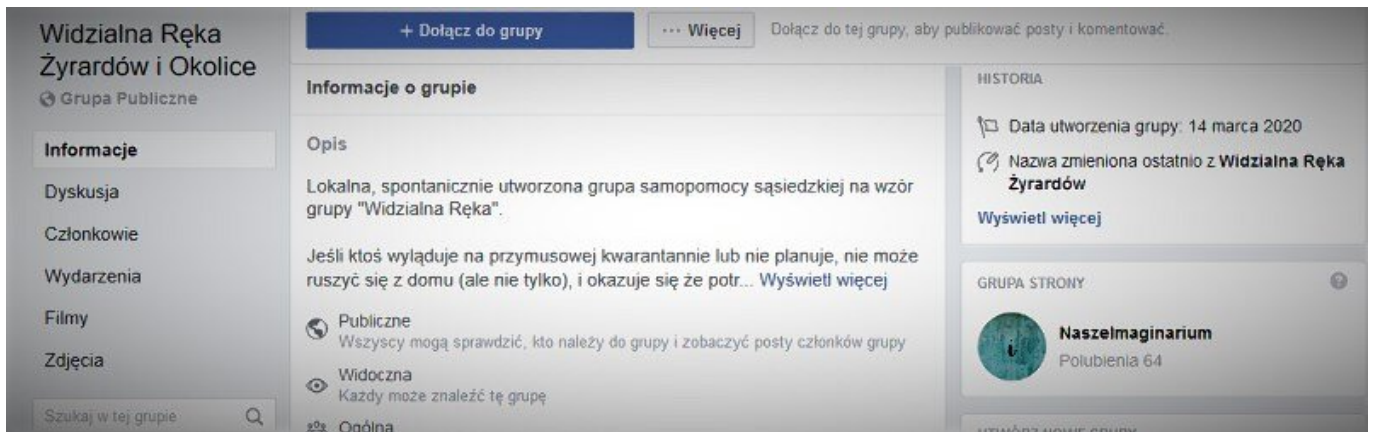 Widzialna Ręka
Żyrardów i Okolice
Grupa Publiczne
Informacje
Dyskusja
Członkowie
Wydarzenia
Filmy
Zdjęcia
Szukaj w tej grupie
+ Dołącz do grupy
··· Więcej
Dołącz do tej grupy, aby publikować posty i komentować.
Informacje o grupie
Opis
Lokalna, spontanicznie utworzona grupa samopomocy sąsiedzkiej na wzór
grupy "Widzialna Ręka".
Jeśli ktoś wyląduje na przymusowej kwarantannie lub nie planuje, nie może
ruszyć się z domu (ale nie tylko), i okazuje się że potr... Wyświetl więcej
Publiczne
Wszyscy mogą sprawdzić, kto należy do grupy i zobaczyć posty członków grupy
Widoczna
Każdy może znaleźć tę grupę
Ogólna
HISTORIA
Data utworzenia grupy: 14 marca 2020
Nazwa zmieniona ostatnio z Widzialna Ręka
Żyrardów
Wyświetl więcej
GRUPA STRONY
i
NaszeImaginarium
Polubienia 64
UTWÓRZ NOWE GRUPY